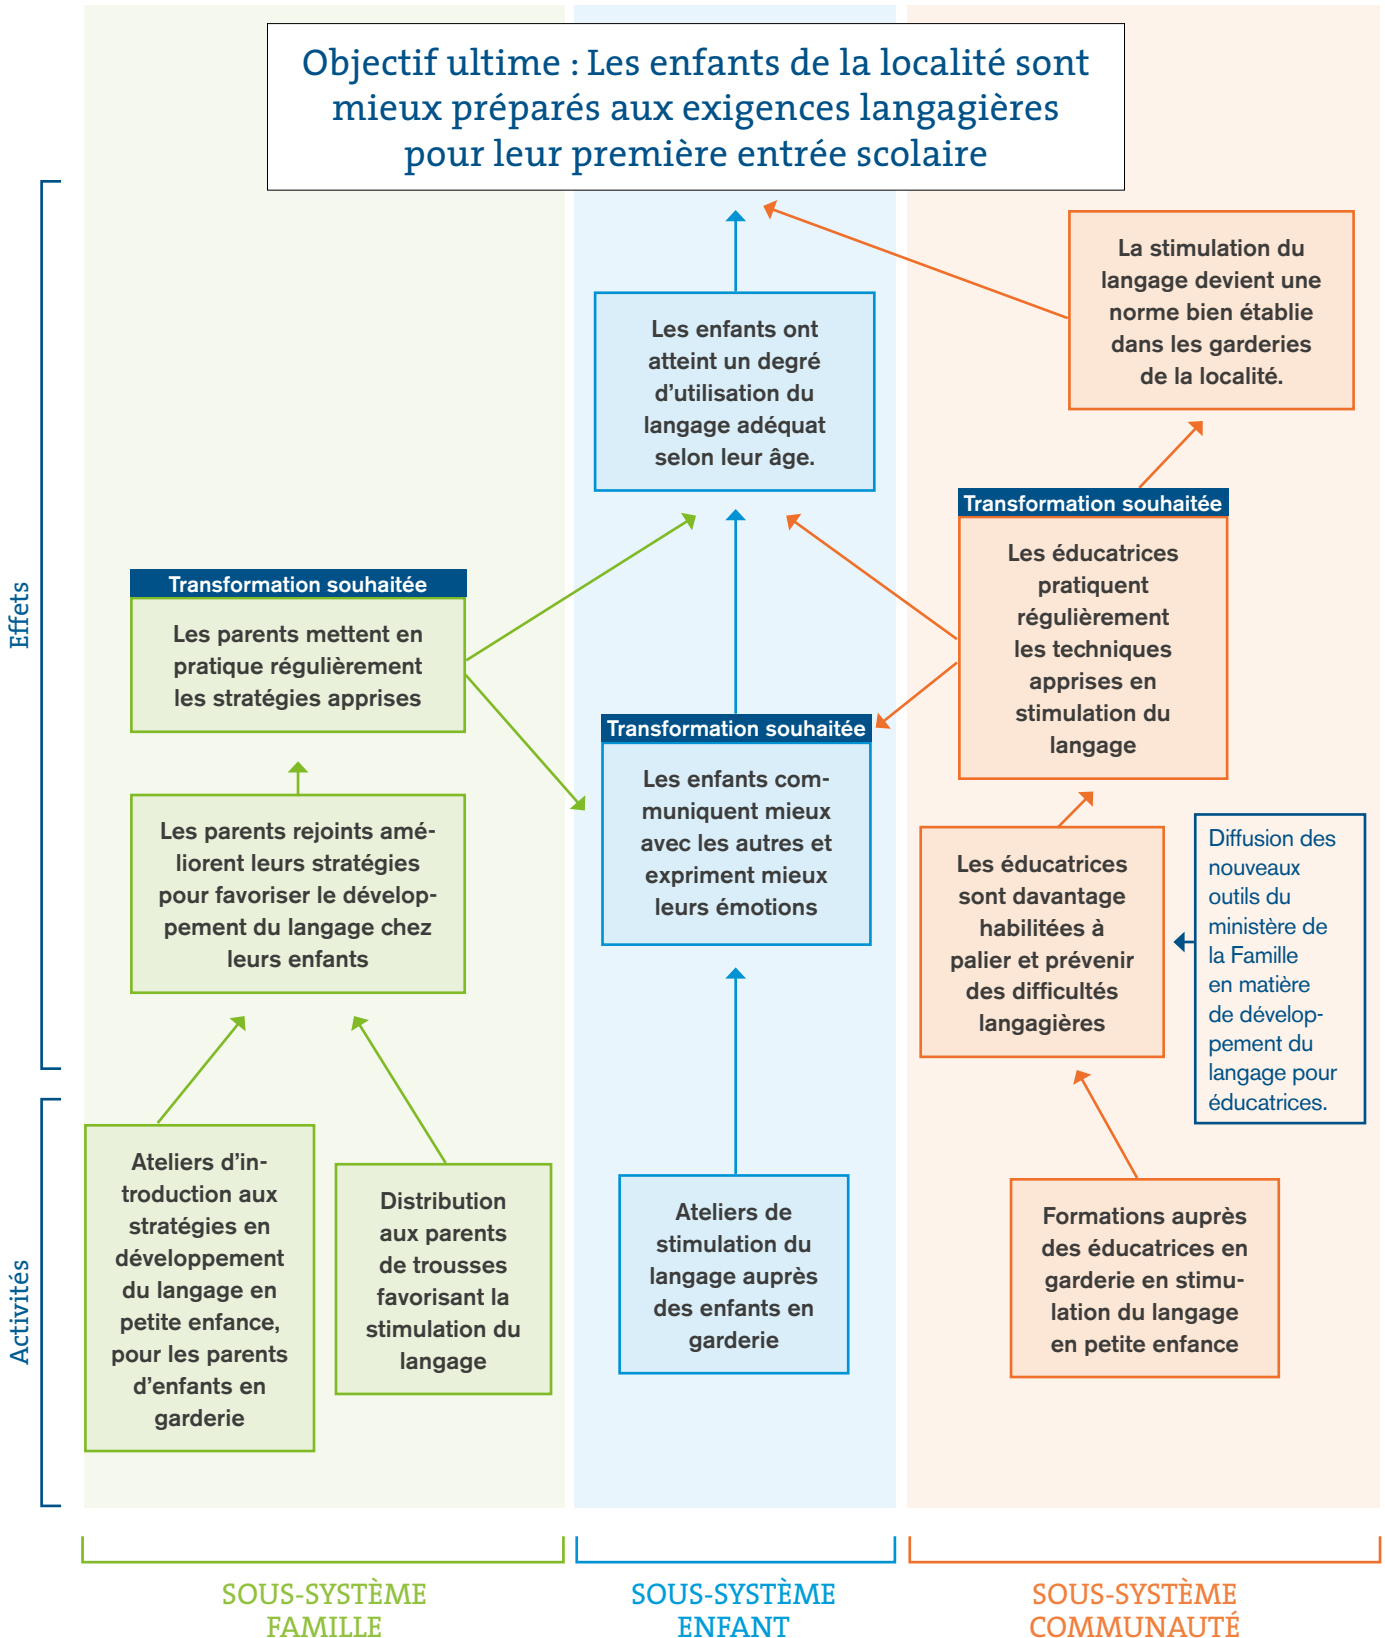 Objectif ultime : Les enfants de la localité sont
mieux préparés aux exigences langagières
pour leur première entrée scolaire
Effets
La stimulation du
langage devient une
norme bien établie
dans les garderies
de la localité.
Les enfants ont
atteint un degré
d'utilisation du
langage adéquat
selon leur âge.
Transformation souhaitée
Les éducatrices
pratiquent
régulièrement
les techniques
apprises en
stimulation du
langage
Transformation souhaitée
Les parents mettent en
pratique régulièrement
les stratégies apprises
Transformation souhaitée
Les enfants com-
muniquent mieux
avec les autres et
expriment mieux
leurs émotions
Les parents rejoints amé-
liorent leurs stratégies
pour favoriser le dévelop-
pement du langage chez
leurs enfants
Les éducatrices
sont davantage
habilitées à
palier et prévenir
des difficultés
langagières
Diffusion des
nouveaux
outils du
ministère de
la Famille
en matière
de dévelop-
pement du
langage pour
éducatrices.
Activités
Ateliers d'in-
troduction aux
stratégies en
développement
du langage en
petite enfance,
pour les parents
d'enfants en
garderie
Distribution
aux parents
de trousses
favorisant la
stimulation du
langage
Ateliers de
stimulation du
langage auprès
des enfants en
garderie
Formations auprès
des éducatrices en
garderie en stimu-
lation du langage
en petite enfance
SOUS-SYSTÈME
FAMILLE
SOUS-SYSTÈME
ENFANT
SOUS-SYSTÈME
COMMUNAUTÉ